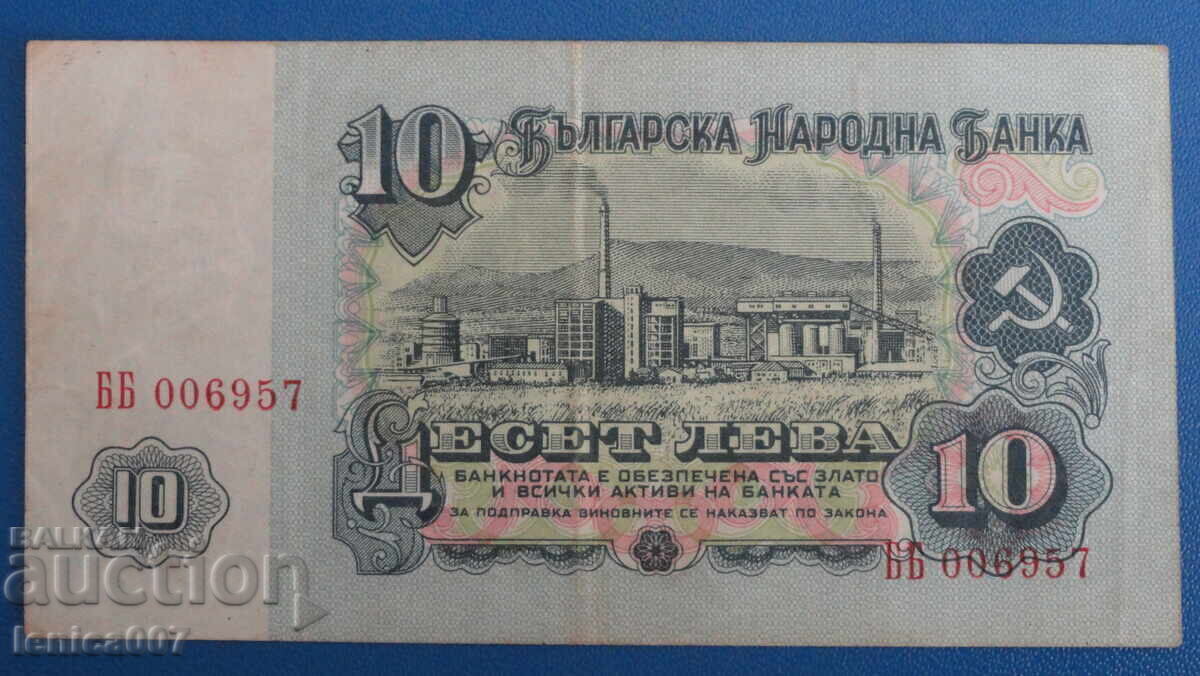 10 БЪЛГАРСКА НАРОДНА БАНКА
ББ 006957
10
ДЕСЕТ ЛЕВА
10
БАНКНОТАТА Е ОБЕЗПЕЧЕНА СЪС ЗЛАТО
И ВСИЧКИ АКТИВИ НА БАНКАТА
ЗА ПОДПРАВКА ВИНОВНИТЕ СЕ НАКАЗВАТ ПО ЗАКОНА
ББ 006957
BALKAN
auction
lenica007